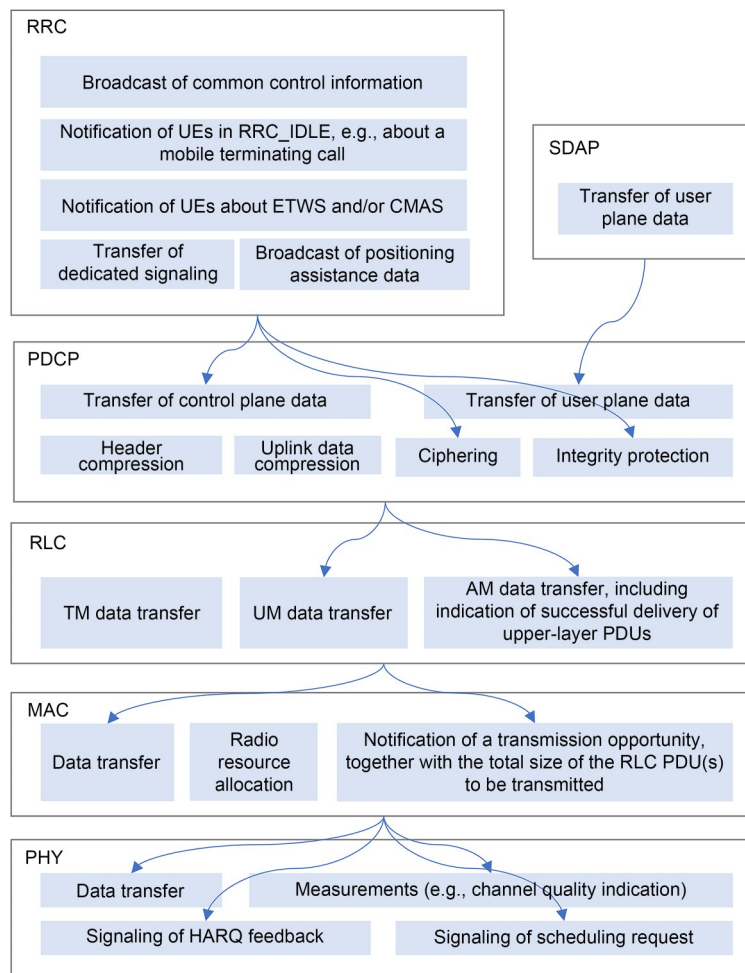 RRC
Broadcast of common control information
Notification of UEs in RRC_IDLE, e.g., about a
mobile terminating call
Notification of UEs about ETWS and/or CMAS
Transfer of
dedicated signaling
Broadcast of positioning
assistance data
SDAP
Transfer of user
plane data
PDCP
Transfer of control plane data
Transfer of user plane data
Header
compression
Uplink data
compression
Ciphering
Integrity protection
RLC
TM data transfer
UM data transfer
AM data transfer, including
indication of successful delivery of
upper-layer PDUs
MAC
Data transfer
Radio
resource
allocation
Notification of a transmission opportunity,
together with the total size of the RLC PDU(s)
to be transmitted
PHY
Data transfer
Measurements (e.g., channel quality indication)
Signaling of HARQ feedback
Signaling of scheduling request